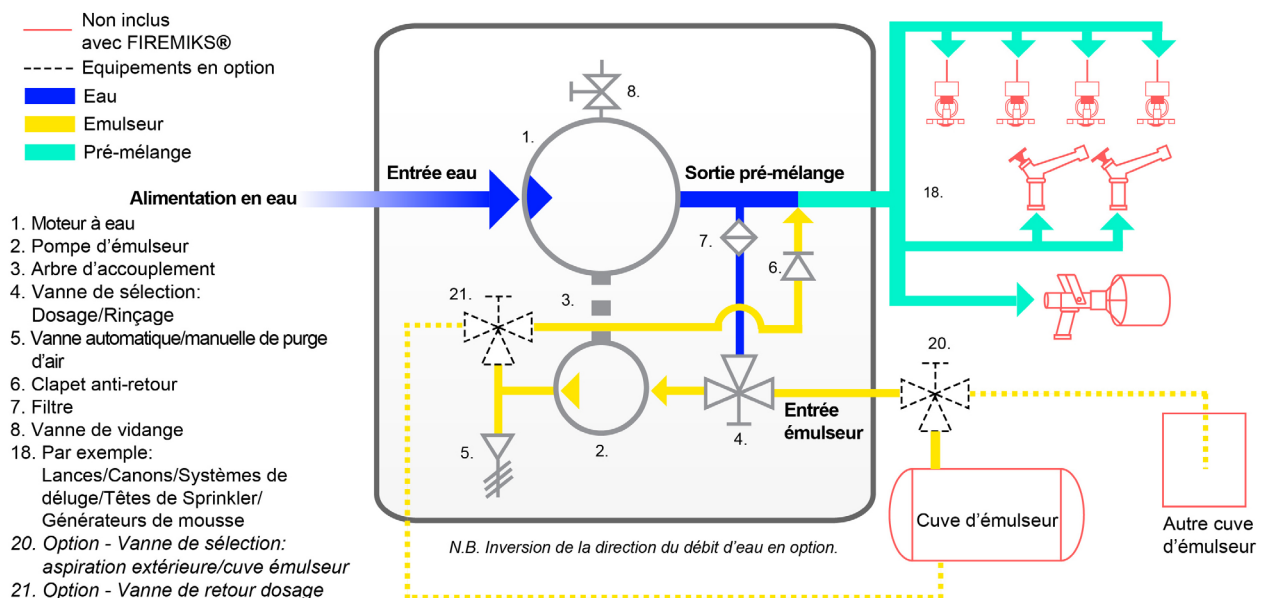 Non inclus
avec FIREMIKS®
Equipements en option
Eau
Emulseur
Pré-mélange
Alimentation en eau
1. Moteur à eau
2. Pompe d'émulseur
3. Arbre d'accouplement
4. Vanne de sélection:
Dosage/Rinçage
5. Vanne automatique/manuelle de purge
d'air
6. Clapet anti-retour
7. Filtre
8. Vanne de vidange
18. Par exemple:
Lances/Canons/Systèmes de
déluge/Têtes de Sprinkler/
Générateurs de mousse
20. Option - Vanne de sélection:
aspiration extérieure/cuve émulseur
21. Option - Vanne de retour dosage
8.
1.
Entrée eau
Sortie pré-mélange
18.
7.
6.
21.
3.
20.
Entrée
émulseur
5.
2.
4.
Cuve d'émulseur
Autre cuve
d'émulseur
N.B. Inversion de la direction du débit d'eau en option.